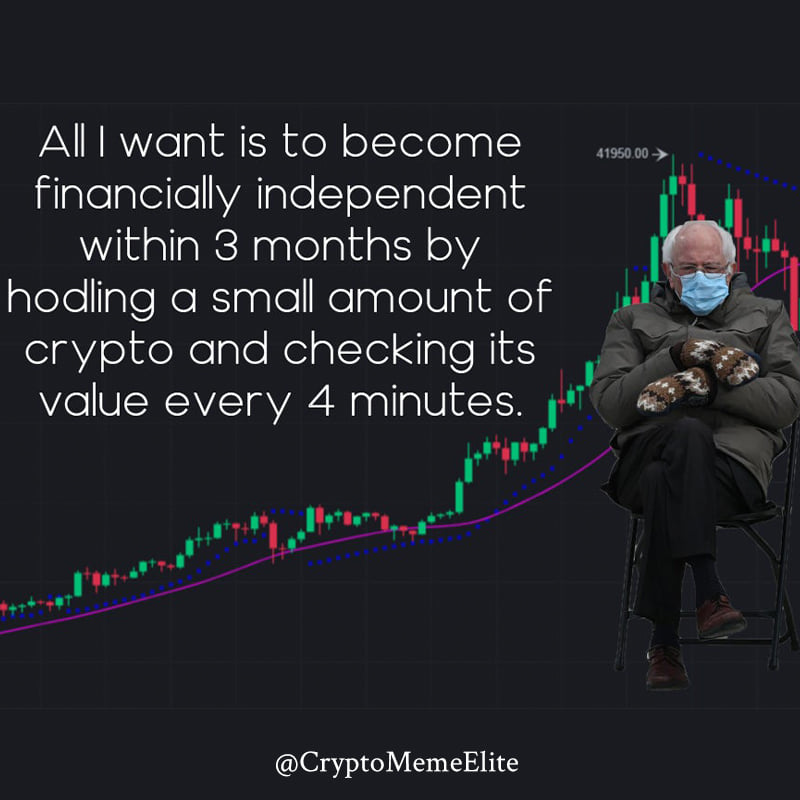 All I want is to become
financially independent
within 3 months by
hodling a small amount of
crypto and checking its
value every 4 minutes.
41950.00
@CryptoMemeElite